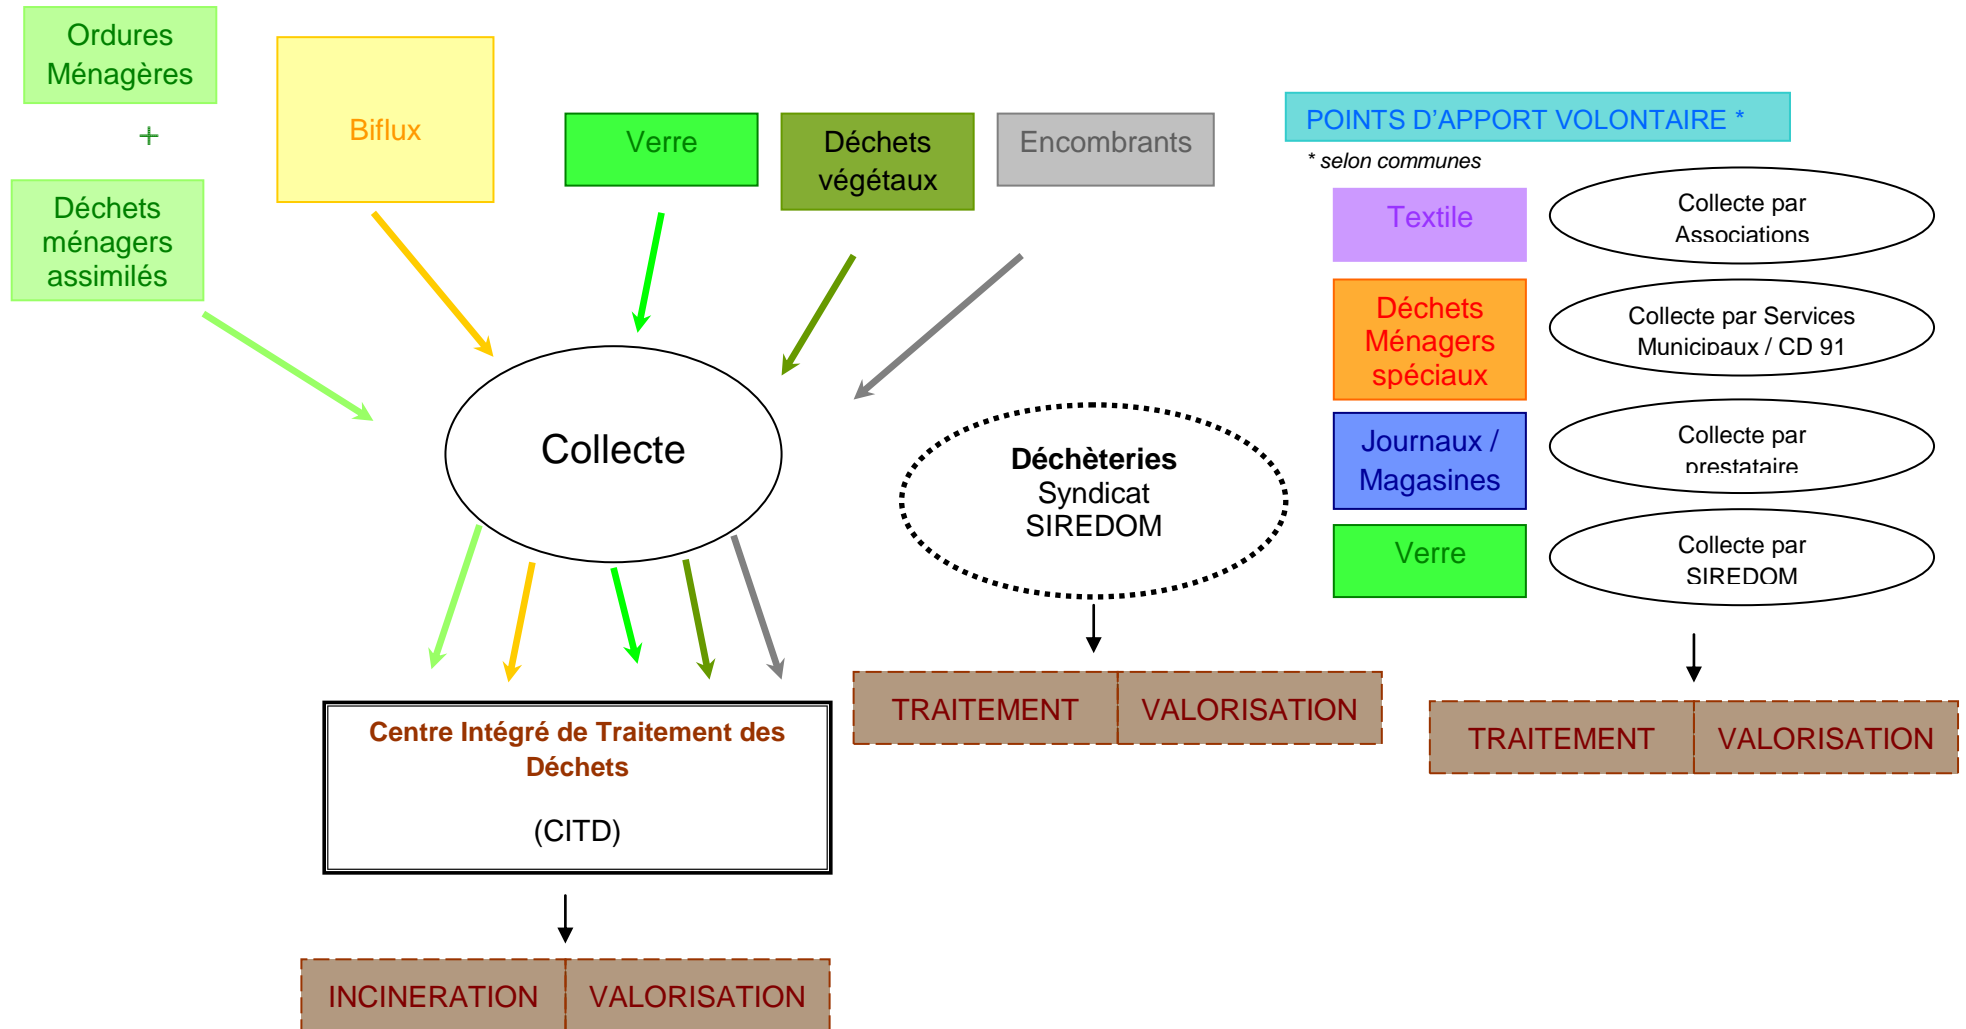 Ordures
Ménagères
+
Déchets
ménagers
assimilés
Biflux
Verre
Déchets
végétaux
Encombrants
Collecte
Centre Intégré de Traitement des
Déchets
(CITD)
INCINERATION
VALORISATION
Déchèteries
Syndicat
SIREDOM
TRAITEMENT
VALORISATION
POINTS D'APPORT VOLONTAIRE *
* selon communes
Textile
Collecte par
Associations
Déchets
Ménagers
spéciaux
Collecte par Services
Municipaux / CD 91
Journaux /
Magasines
Collecte par
prestataire
Verre
Collecte par
SIREDOM
TRAITEMENT
VALORISATION